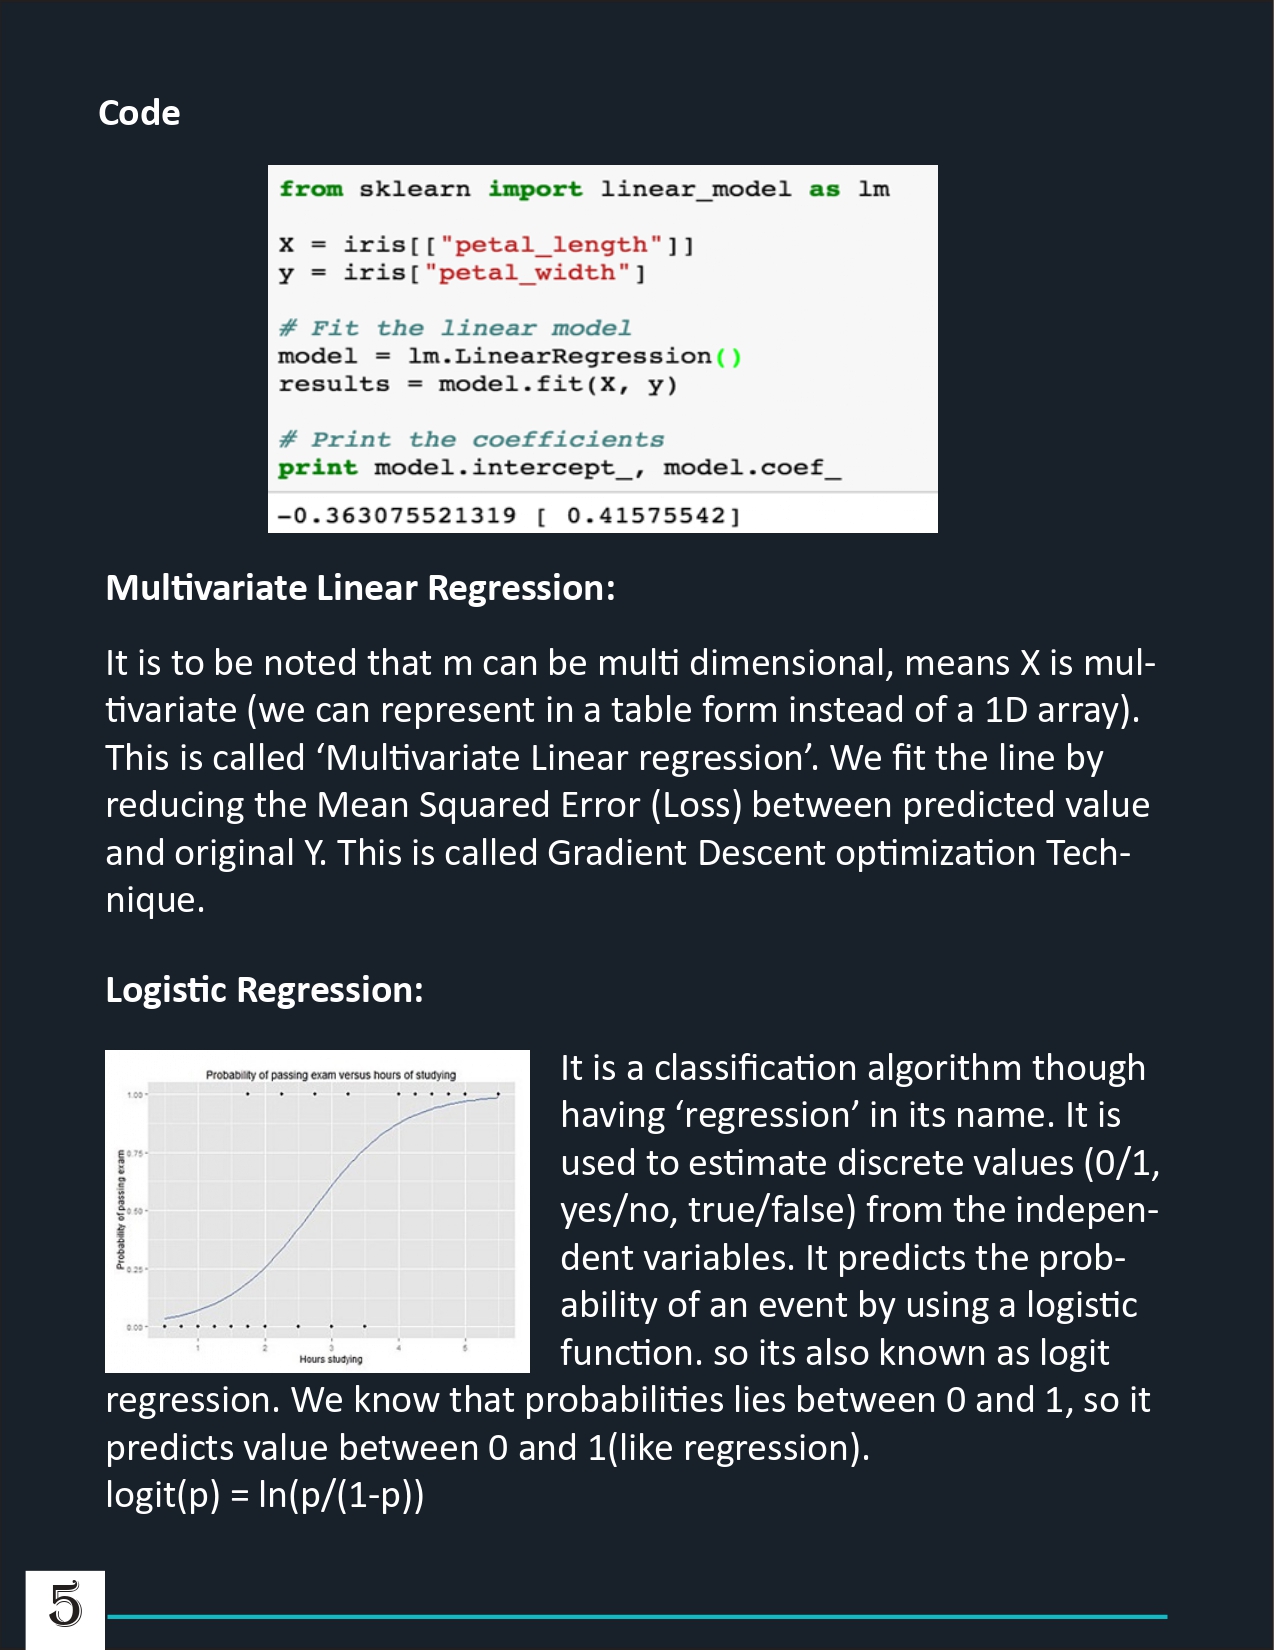 Code
from sklearn import linear_model as lm
X = iris[["petal_length"]]
y = iris["petal_width"]
# Fit the linear model
model = lm.LinearRegression()
results = model.fit(X, y)
# Print the coefficients
print model.intercept_, model.coef_
-0.363075521319 [ 0.41575542]
Multivariate Linear Regression:
It is to be noted that m can be multi dimensional, means X is mul-
tivariate (we can represent in a table form instead of a 1D array).
This is called ‘Multivariate Linear regression’. We fit the line by
reducing the Mean Squared Error (Loss) between predicted value
and original Y. This is called Gradient Descent optimization Tech-
nique.
Logistic Regression:
Probability of passing exam versus hours of studying
1.00
0.75
0.50
0.25
0.00
Probability of passing exam
1 2 3 4 5
Hours studying
It is a classification algorithm though
having ‘regression’ in its name. It is
used to estimate discrete values (0/1,
yes/no, true/false) from the indepen-
dent variables. It predicts the prob-
ability of an event by using a logistic
function. so its also known as logit
regression. We know that probabilities lies between 0 and 1, so it
predicts value between 0 and 1(like regression).
logit(p) = ln(p/(1-p))
5